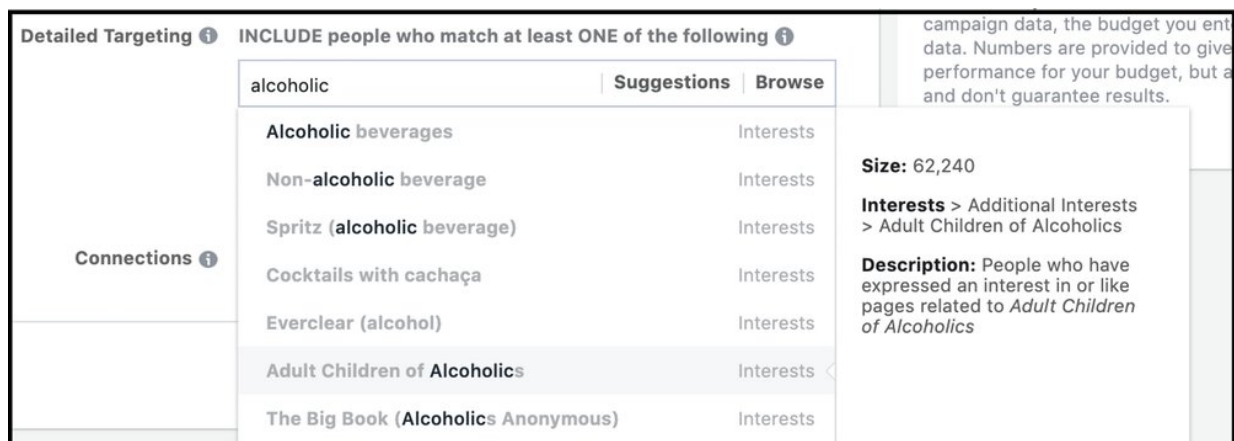 Detailed Targeting
INCLUDE people who match at least ONE of the following
alcoholic
Suggestions | Browse
Alcoholic beverages Interests
Non-alcoholic beverage Interests
Spritz (alcoholic beverage) Interests
Cocktails with cachaça Interests
Everclear (alcohol) Interests
Adult Children of Alcoholics Interests
The Big Book (Alcoholics Anonymous) Interests
Connections
Size: 62,240
Interests > Additional Interests
> Adult Children of Alcoholics
Description: People who have
expressed an interest in or like
pages related to Adult Children
of Alcoholics
campaign data, the budget you
data. Numbers are provided to give
performance for your budget, but
and don't guarantee results.